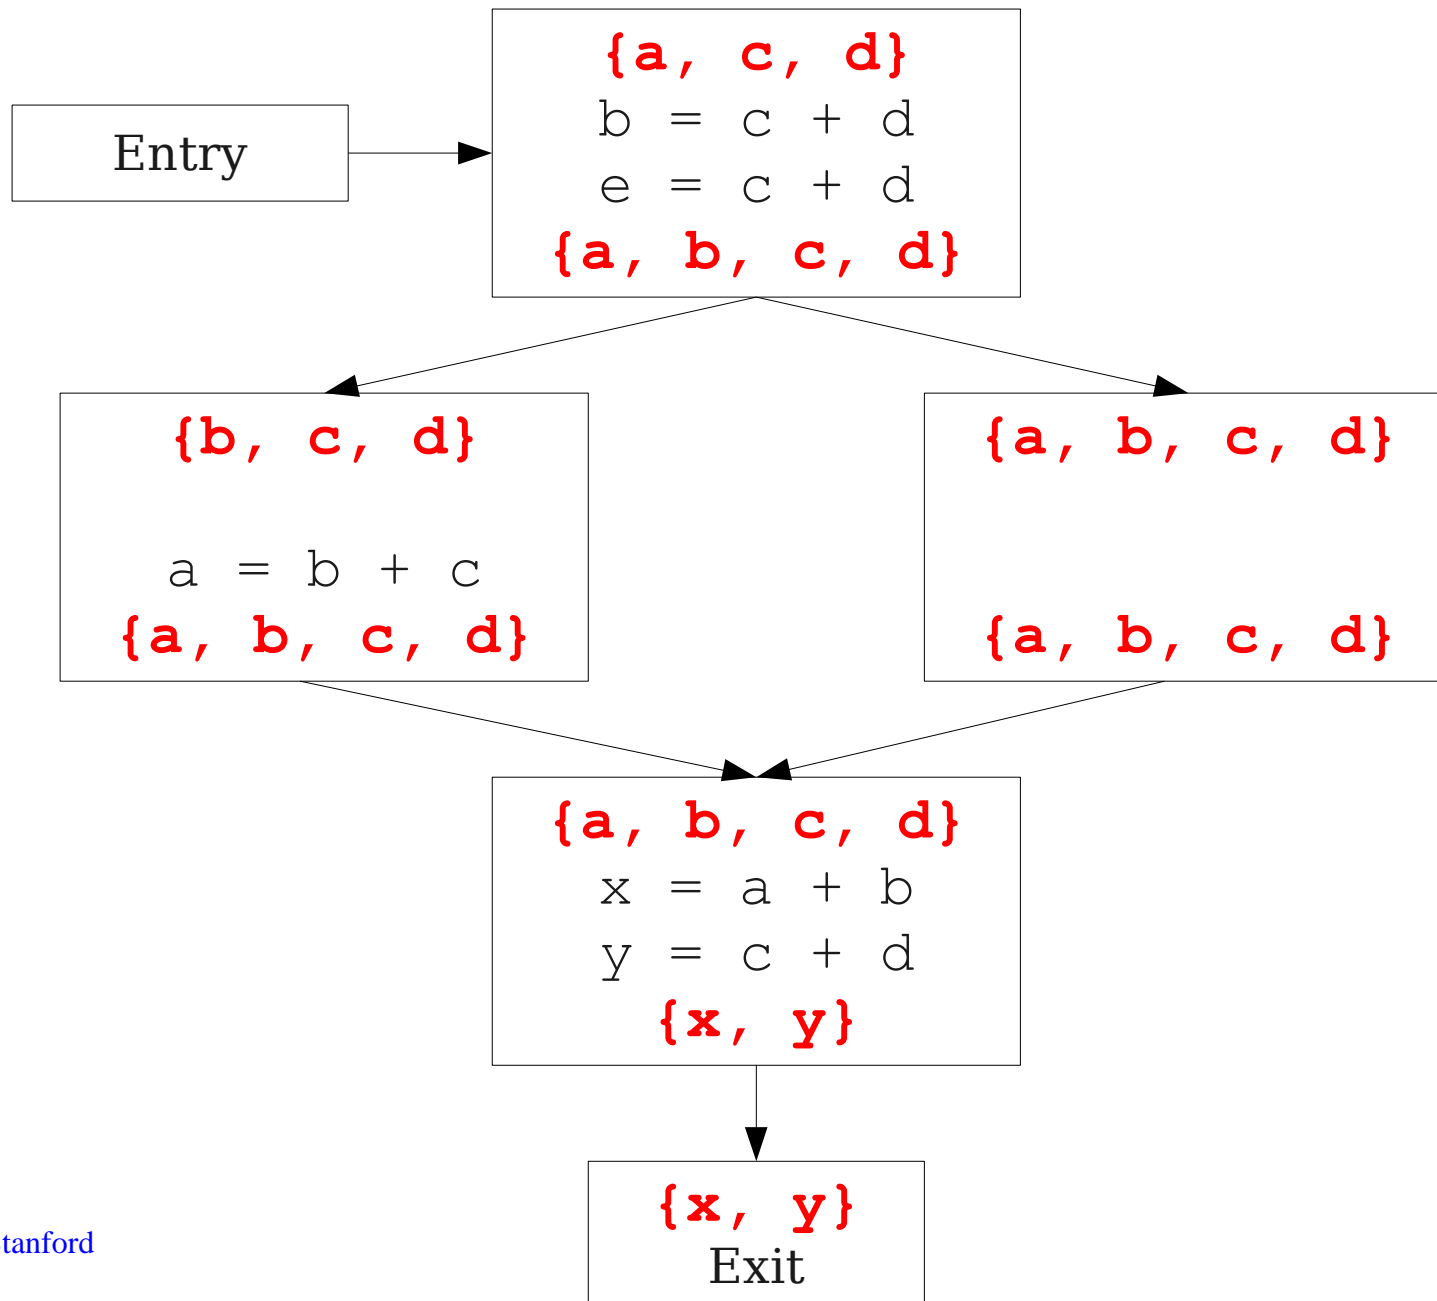 {a, c, d}
b = c + d
e = c + d
{a, b, c, d}
Entry
{b, c, d}
a = b + c
{a, b, c, d}
{a, b, c, d}
{a, b, c, d}
{a, b, c, d}
x = a + b
y = c + d
{x, y}
{x, y}
Exit
tanford